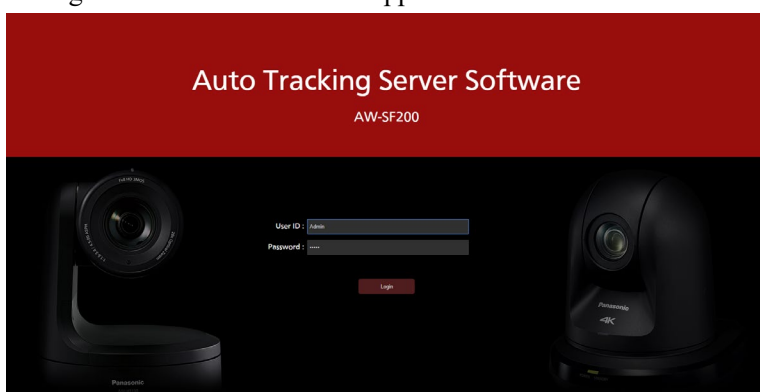 Auto Tracking Server Software
AW-SF200
User ID : Admin
Password : •••••
Login
Panasonic
4K
Panasonic